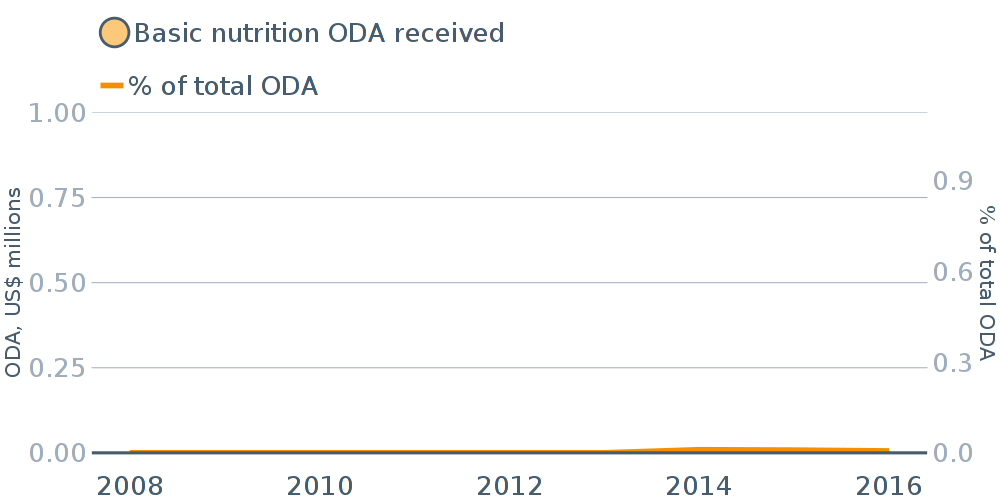 Basic nutrition ODA received
% of total ODA
1.00
0.75
0.50
0.25
0.00
ODA, US$ millions
0.9
0.6
0.3
0.0
% of total ODA
2008 2010 2012 2014 2016